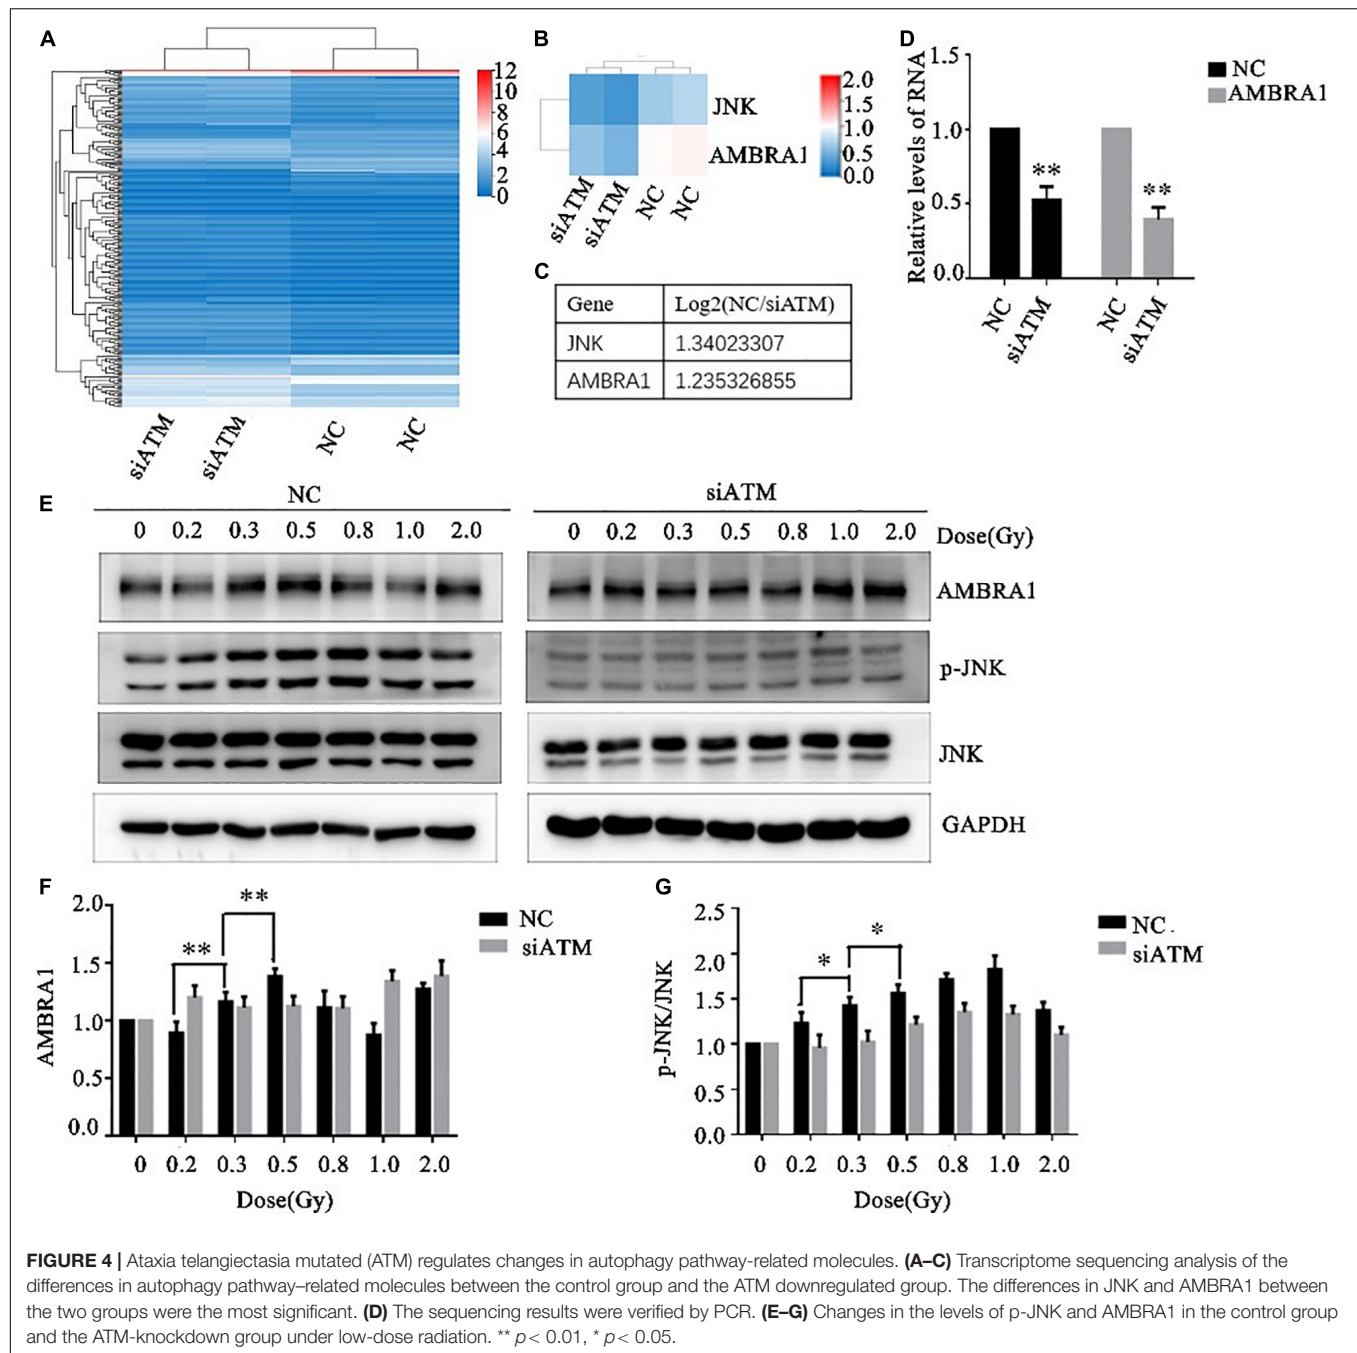 A
12
10
8
6
4
2
0
siATM siATM NC NC
B
JNK
AMBRA1
siATM siATM NC NC
2.0
1.5
1.0
0.5
0.0
C
Gene Log2(NC/siATM)
JNK 1.34023307
AMBRA1 1.235326855
D
Relative levels of RNA
1.5
1.0
0.5
0.0
** **
NC siATM NC siATM
NC
AMBRA1
E
NC siATM
0 0.2 0.3 0.5 0.8 1.0 2.0 0 0.2 0.3 0.5 0.8 1.0 2.0 Dose(Gy)
AMBRA1
p-JNK
JNK
GAPDH
F
AMBRA1
2.0
1.5
1.0
0.5
0.0
** **
NC
siATM
0 0.2 0.3 0.5 0.8 1.0 2.0
Dose(Gy)
G
p-JNK/JNK
2.5
2.0
1.5
1.0
0.5
0.0
* *
NC
siATM
0 0.2 0.3 0.5 0.8 1.0 2.0
Dose(Gy)
FIGURE 4 | Ataxia telangiectasia mutated (ATM) regulates changes in autophagy pathway-related molecules. (A–C) Transcriptome sequencing analysis of the
differences in autophagy pathway–related molecules between the control group and the ATM downregulated group. The differences in JNK and AMBRA1 between
the two groups were the most significant. (D) The sequencing results were verified by PCR. (E–G) Changes in the levels of p-JNK and AMBRA1 in the control group
and the ATM-knockdown group under low-dose radiation. ** p< 0.01, * p< 0.05.